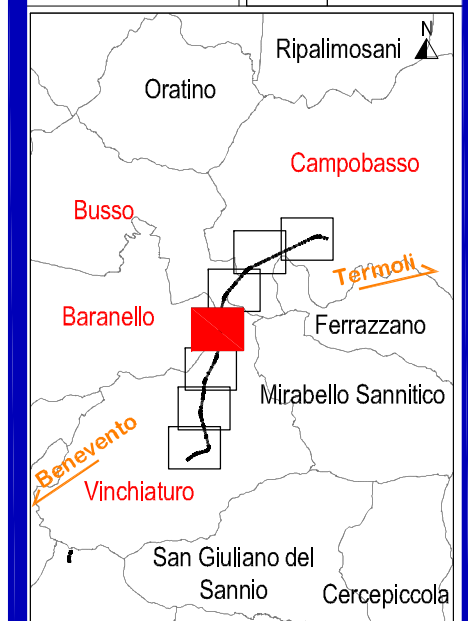 N
Ripalimosani
Oratino
Campobasso
Busso
Termoli
Baranello
Ferrazzano
Mirabello Sannitico
Benevento
Vinchiaturo
San Giuliano del
Sannio
Cercepiccola